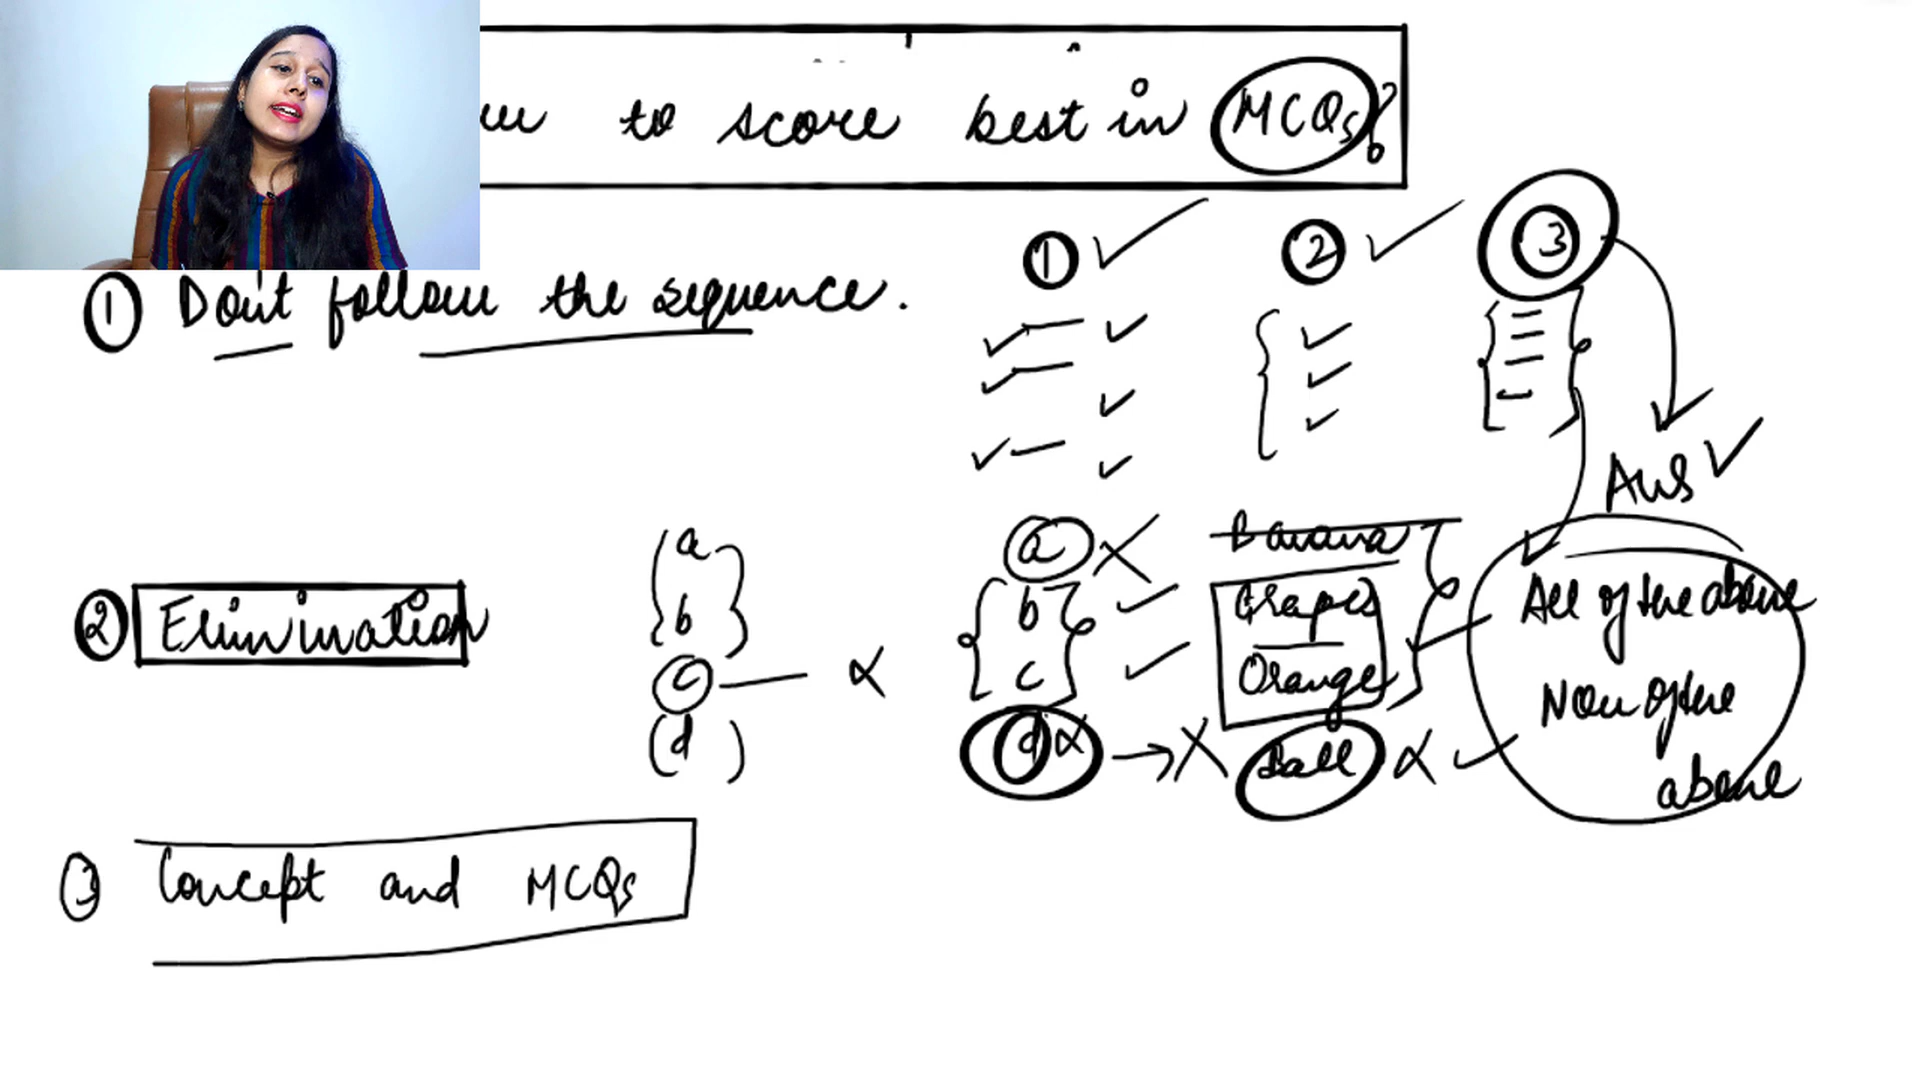 to score best in MCQs?
① ② ③
① Don't follow the sequence.
Ans
a
b
c
d
a Banana
b Grapes
c Orange
d Ball
All of the above
None of the
above
② Elimination
③ Concept and MCQs